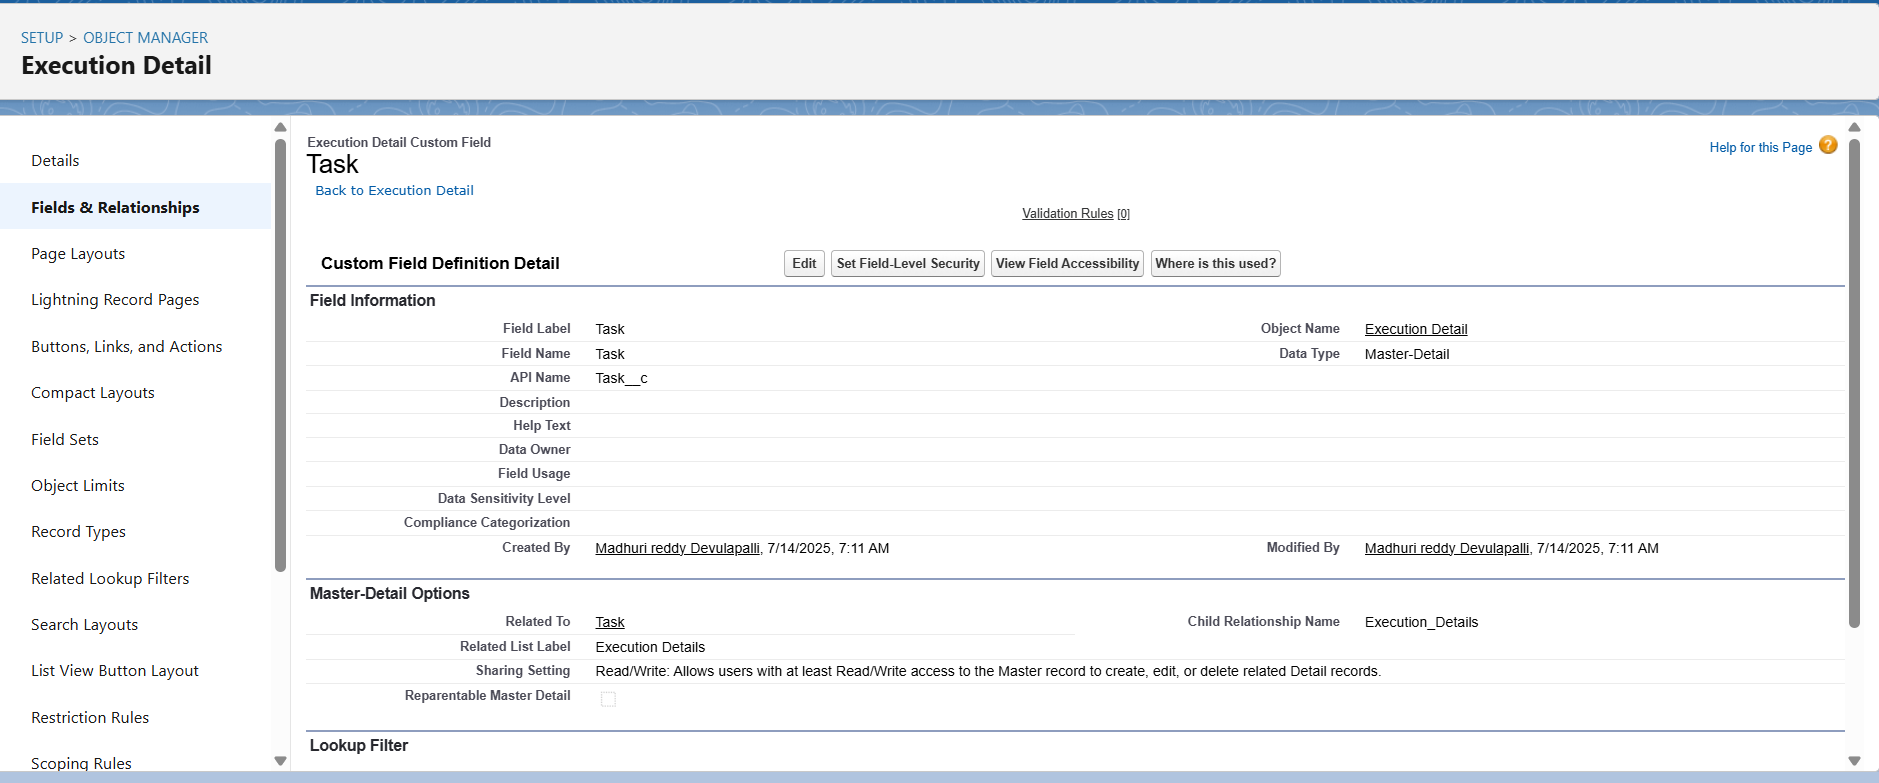 SETUP > OBJECT MANAGER
Execution Detail
Details
Fields & Relationships
Page Layouts
Lightning Record Pages
Buttons, Links, and Actions
Compact Layouts
Field Sets
Object Limits
Record Types
Related Lookup Filters
Search Layouts
List View Button Layout
Restriction Rules
Scoping Rules
Execution Detail Custom Field
Task
Back to Execution Detail
Help for this Page ?
Validation Rules [0]
Custom Field Definition Detail Edit Set Field-Level Security View Field Accessibility Where is this used?
Field Information
Field Label Task Object Name Execution Detail
Field Name Task Data Type Master-Detail
API Name Task__c
Description
Help Text
Data Owner
Field Usage
Data Sensitivity Level
Compliance Categorization
Created By Madhuri reddy Devulapalli, 7/14/2025, 7:11 AM Modified By Madhuri reddy Devulapalli, 7/14/2025, 7:11 AM
Master-Detail Options
Related To Task Child Relationship Name Execution_Details
Related List Label Execution Details
Sharing Setting Read/Write: Allows users with at least Read/Write access to the Master record to create, edit, or delete related Detail records.
Reparentable Master Detail
Lookup Filter